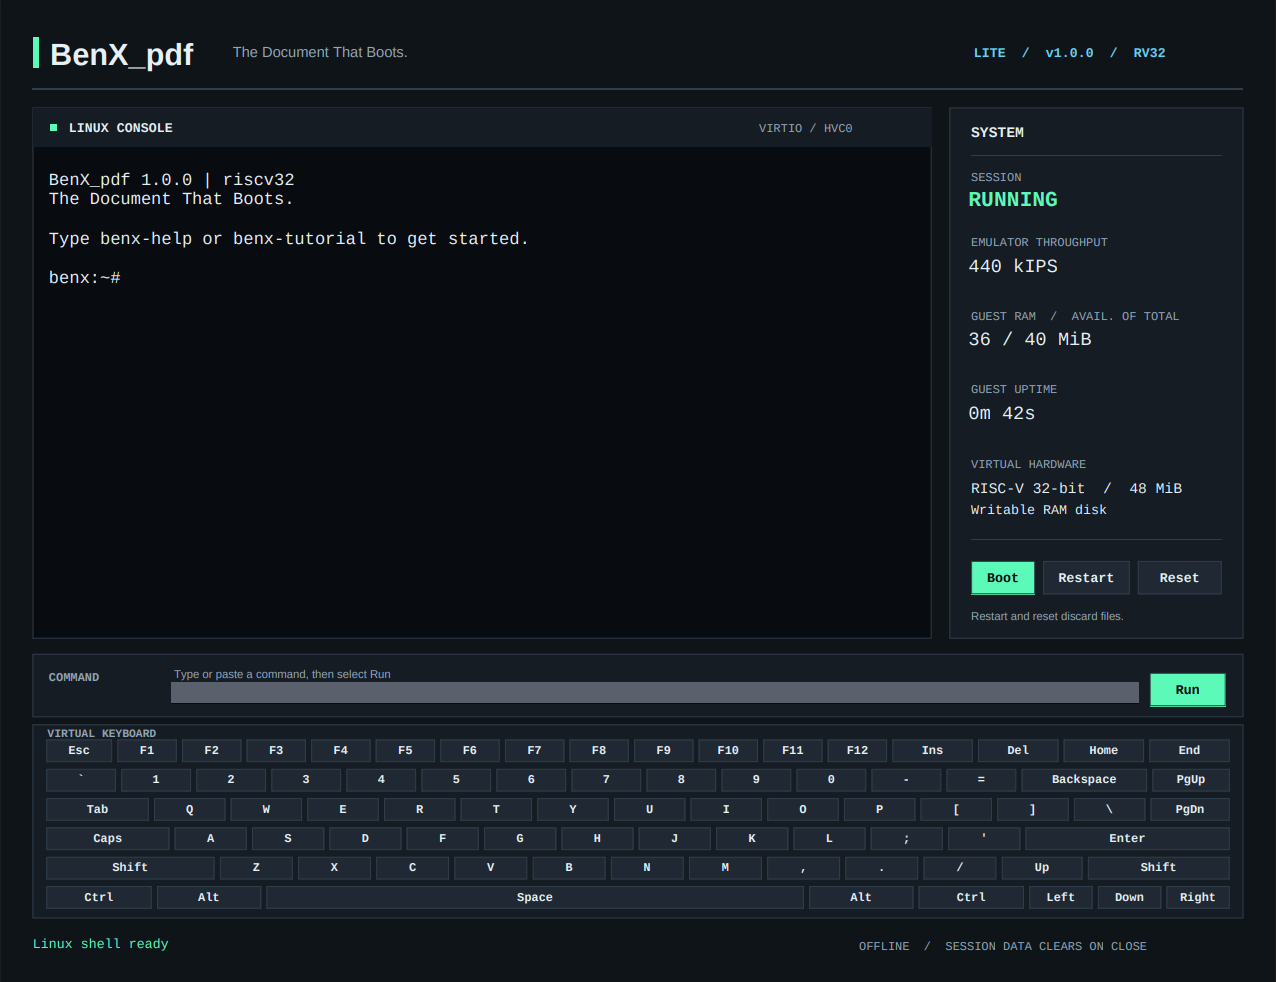 BenX_pdf
The Document That Boots.
LITE / v1.0.0 / RV32
LINUX CONSOLE
VIRTIO / HVC0
BenX_pdf 1.0.0 | riscv32
The Document That Boots.
Type benx-help or benx-tutorial to get started.
benx:~#
SYSTEM
SESSION
RUNNING
EMULATOR THROUGHPUT
440 kIPS
GUEST RAM / AVAIL. OF TOTAL
36 / 40 MiB
GUEST UPTIME
0m 42s
VIRTUAL HARDWARE
RISC-V 32-bit / 48 MiB
Writable RAM disk
Boot Restart Reset
Restart and reset discard files.
COMMAND
Type or paste a command, then select Run
Run
VIRTUAL KEYBOARD
Esc F1 F2 F3 F4 F5 F6 F7 F8 F9 F10 F11 F12 Ins Del Home End
` 1 2 3 4 5 6 7 8 9 0 - = Backspace PgUp
Tab Q W E R T Y U I O P [ ] \ PgDn
Caps A S D F G H J K L ; ' Enter
Shift Z X C V B N M , . / Up Shift
Ctrl Alt Space Alt Ctrl Left Down Right
Linux shell ready
OFFLINE / SESSION DATA CLEARS ON CLOSE